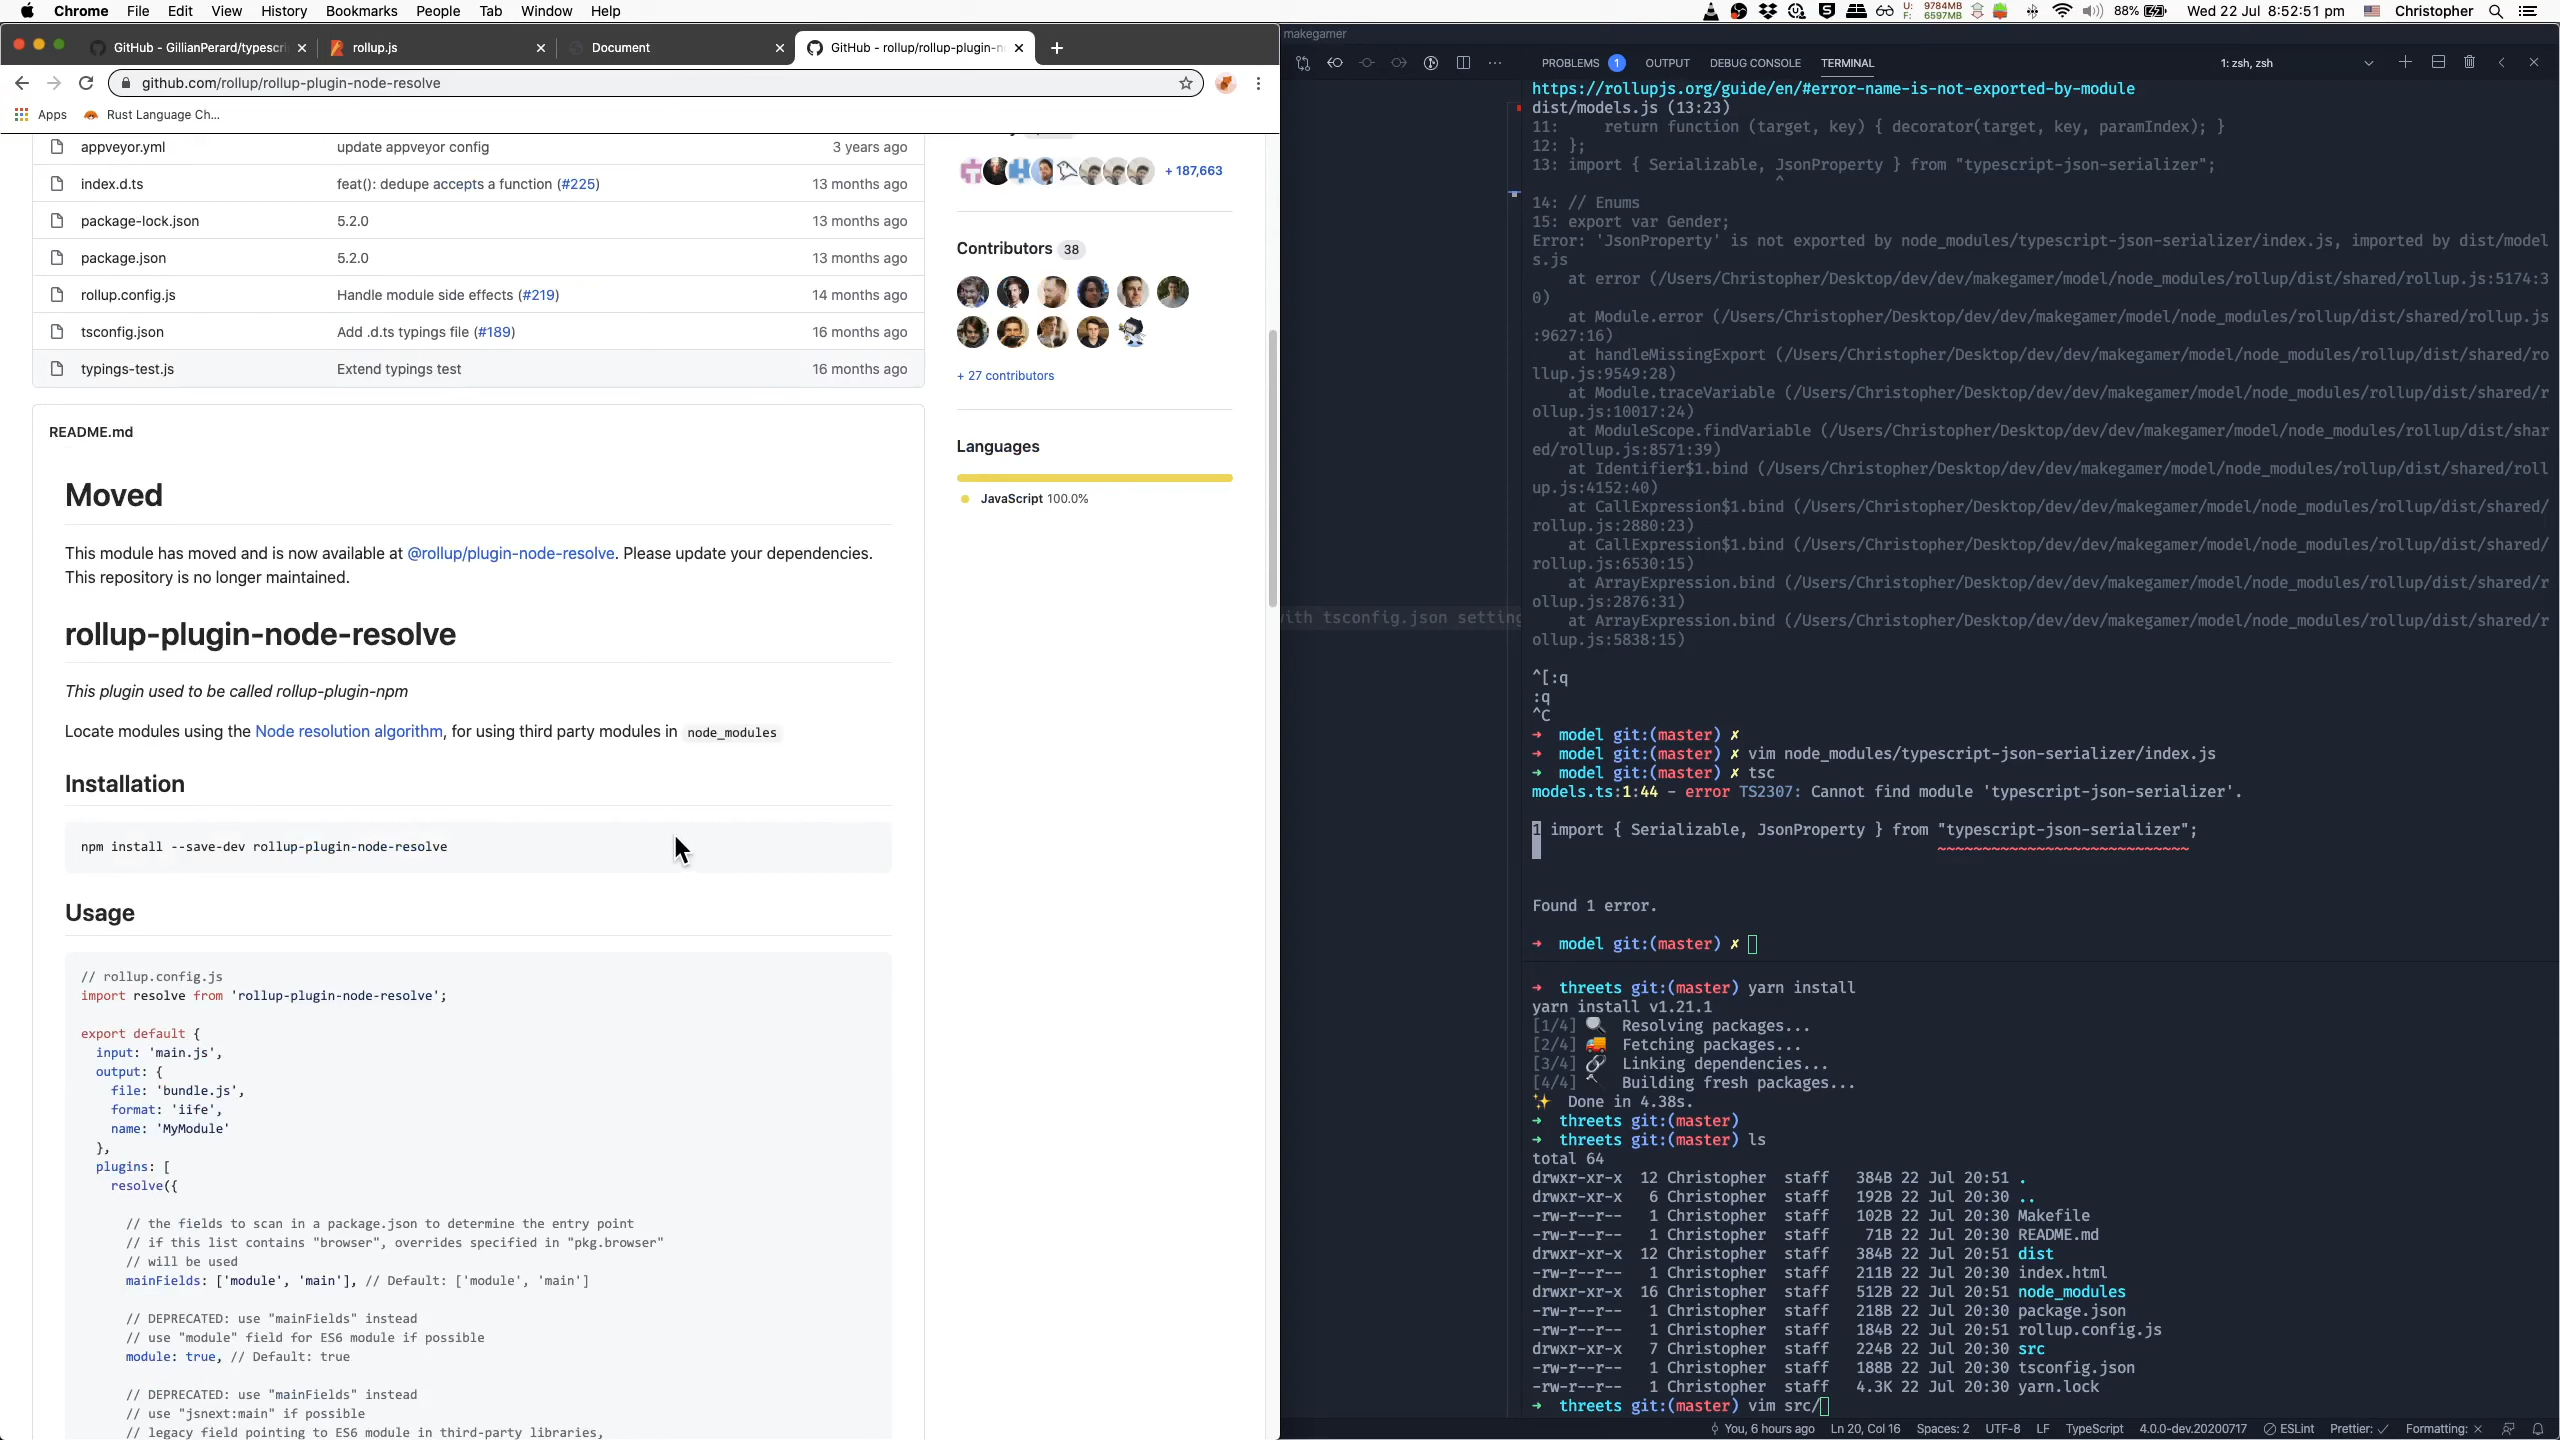 Chrome File Edit View History Bookmarks People Tab Window Help
U: 9784MB
F: 6597MB
88% Wed 22 Jul 8:52:51 pm Christopher
GitHub - GillianPerard/typescri
rollup.js
Document
GitHub - rollup/rollup-plugin-n
github.com/rollup/rollup-plugin-node-resolve
Apps Rust Language Ch...
appveyor.yml update appveyor config 3 years ago
index.d.ts feat(): dedupe accepts a function (#225) 13 months ago
package-lock.json 5.2.0 13 months ago
package.json 5.2.0 13 months ago
rollup.config.js Handle module side effects (#219) 14 months ago
tsconfig.json Add .d.ts typings file (#189) 16 months ago
typings-test.js Extend typings test 16 months ago
README.md
Moved
This module has moved and is now available at @rollup/plugin-node-resolve. Please update your dependencies.
This repository is no longer maintained.
rollup-plugin-node-resolve
This plugin used to be called rollup-plugin-npm
Locate modules using the Node resolution algorithm, for using third party modules in node_modules
Installation
npm install --save-dev rollup-plugin-node-resolve
Usage
// rollup.config.js
import resolve from 'rollup-plugin-node-resolve';
export default {
input: 'main.js',
output: {
file: 'bundle.js',
format: 'iife',
name: 'MyModule'
},
plugins: [
resolve({
// the fields to scan in a package.json to determine the entry point
// if this list contains "browser", overrides specified in "pkg.browser"
// will be used
mainFields: ['module', 'main'], // Default: ['module', 'main']
// DEPRECATED: use "mainFields" instead
// use "module" field for ES6 module if possible
module: true, // Default: true
// DEPRECATED: use "mainFields" instead
// use "jsnext:main" if possible
// legacy field pointing to ES6 module in third-party libraries,
+ 187,663
Contributors 38
+ 27 contributors
Languages
JavaScript 100.0%
makegamer
PROBLEMS 1 OUTPUT DEBUG CONSOLE TERMINAL 1: zsh, zsh
with tsconfig.json setting
https://rollupjs.org/guide/en/#error-name-is-not-exported-by-module
dist/models.js (13:23)
11: return function (target, key) { decorator(target, key, paramIndex); }
12: };
13: import { Serializable, JsonProperty } from "typescript-json-serializer";
^
14: // Enums
15: export var Gender;
Error: 'JsonProperty' is not exported by node_modules/typescript-json-serializer/index.js, imported by dist/model
s.js
at error (/Users/Christopher/Desktop/dev/dev/makegamer/model/node_modules/rollup/dist/shared/rollup.js:5174:3
0)
at Module.error (/Users/Christopher/Desktop/dev/dev/makegamer/model/node_modules/rollup/dist/shared/rollup.js
:9627:16)
at handleMissingExport (/Users/Christopher/Desktop/dev/dev/makegamer/model/node_modules/rollup/dist/shared/ro
llup.js:9549:28)
at Module.traceVariable (/Users/Christopher/Desktop/dev/dev/makegamer/model/node_modules/rollup/dist/shared/r
ollup.js:10017:24)
at ModuleScope.findVariable (/Users/Christopher/Desktop/dev/dev/makegamer/model/node_modules/rollup/dist/shar
ed/rollup.js:8571:39)
at Identifier$1.bind (/Users/Christopher/Desktop/dev/dev/makegamer/model/node_modules/rollup/dist/shared/roll
up.js:4152:40)
at CallExpression$1.bind (/Users/Christopher/Desktop/dev/dev/makegamer/model/node_modules/rollup/dist/shared/
rollup.js:2880:23)
at CallExpression$1.bind (/Users/Christopher/Desktop/dev/dev/makegamer/model/node_modules/rollup/dist/shared/
rollup.js:6530:15)
at ArrayExpression.bind (/Users/Christopher/Desktop/dev/dev/makegamer/model/node_modules/rollup/dist/shared/r
ollup.js:2876:31)
at ArrayExpression.bind (/Users/Christopher/Desktop/dev/dev/makegamer/model/node_modules/rollup/dist/shared/r
ollup.js:5838:15)
^[:q
:q
^C
➜ model git:(master) ✗
➜ model git:(master) ✗ vim node_modules/typescript-json-serializer/index.js
➜ model git:(master) ✗ tsc
models.ts:1:44 - error TS2307: Cannot find module 'typescript-json-serializer'.
1 import { Serializable, JsonProperty } from "typescript-json-serializer";
~~~~~~~~~~~~~~~~~~~~~~~~~~~~
Found 1 error.
➜ model git:(master) ✗
➜ threets git:(master) yarn install
yarn install v1.21.1
[1/4] 🔍 Resolving packages...
[2/4] 🚚 Fetching packages...
[3/4] 🔗 Linking dependencies...
[4/4] 🔨 Building fresh packages...
✨ Done in 4.38s.
➜ threets git:(master)
➜ threets git:(master) ls
total 64
drwxr-xr-x 12 Christopher staff 384B 22 Jul 20:51 .
drwxr-xr-x 6 Christopher staff 192B 22 Jul 20:30 ..
-rw-r--r-- 1 Christopher staff 102B 22 Jul 20:30 Makefile
-rw-r--r-- 1 Christopher staff 71B 22 Jul 20:30 README.md
drwxr-xr-x 12 Christopher staff 384B 22 Jul 20:51 dist
-rw-r--r-- 1 Christopher staff 211B 22 Jul 20:30 index.html
drwxr-xr-x 16 Christopher staff 512B 22 Jul 20:51 node_modules
-rw-r--r-- 1 Christopher staff 218B 22 Jul 20:30 package.json
-rw-r--r-- 1 Christopher staff 184B 22 Jul 20:51 rollup.config.js
drwxr-xr-x 7 Christopher staff 224B 22 Jul 20:30 src
-rw-r--r-- 1 Christopher staff 188B 22 Jul 20:30 tsconfig.json
-rw-r--r-- 1 Christopher staff 4.3K 22 Jul 20:30 yarn.lock
➜ threets git:(master) vim src/
You, 6 hours ago Ln 20, Col 16 Spaces: 2 UTF-8 LF TypeScript 4.0.0-dev.20200717 ESLint Prettier: ✓ Formatting: ✗